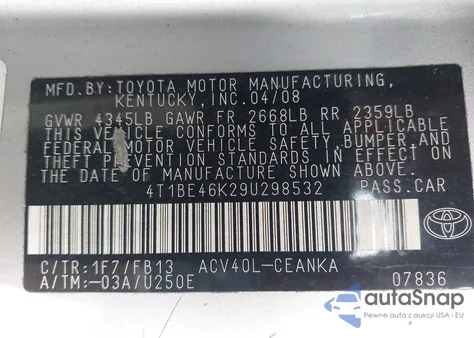 MFD.BY:TOYOTA MOTOR MANUFACTURING,
KENTUCKY, INC. 04/08
GVWR 4345LB GAWR FR 2668LB RR 2359LB
THIS VEHICLE CONFORMS TO ALL APPLICABLE
FEDERAL MOTOR VEHICLE SAFETY, BUMPER, AND
THEFT PREVENTION STANDARDS IN EFFECT ON
THE DATE OF MANUFACTURE SHOWN ABOVE.
4T1BE46K29U298532 PASS.CAR
TOYOTA
C/TR:1F7/FB13 ACV40L-CEANKA
A/TM:-03A/U250E 07836
autoSnap
Pewne auta z aukcji USA i EU